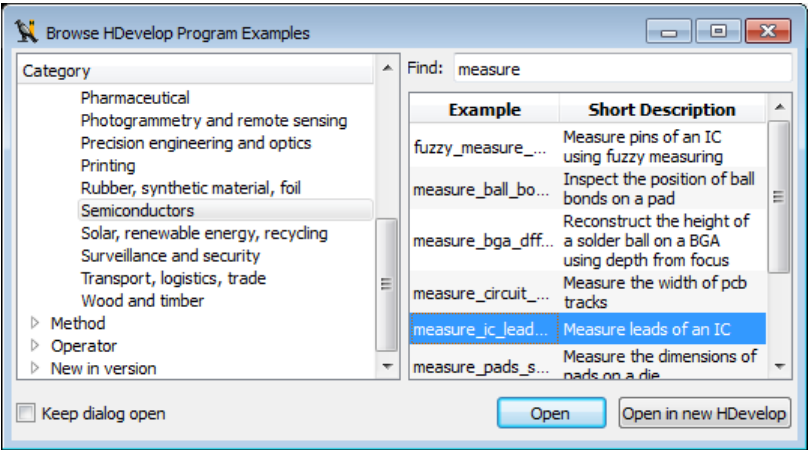 Browse HDevelop Program Examples
Category
Pharmaceutical
Photogrammetry and remote sensing
Precision engineering and optics
Printing
Rubber, synthetic material, foil
Semiconductors
Solar, renewable energy, recycling
Surveillance and security
Transport, logistics, trade
Wood and timber
Method
Operator
New in version
Find: measure
Example Short Description
fuzzy_measure_... Measure pins of an IC
using fuzzy measuring
measure_ball_bo... Inspect the position of ball
bonds on a pad
measure_bga_dff... Reconstruct the height of
a solder ball on a BGA
using depth from focus
measure_circuit_... Measure the width of pcb
tracks
measure_ic_lead... Measure leads of an IC
measure_pads_s... Measure the dimensions of
pads on a die
Keep dialog open
Open
Open in new HDevelop